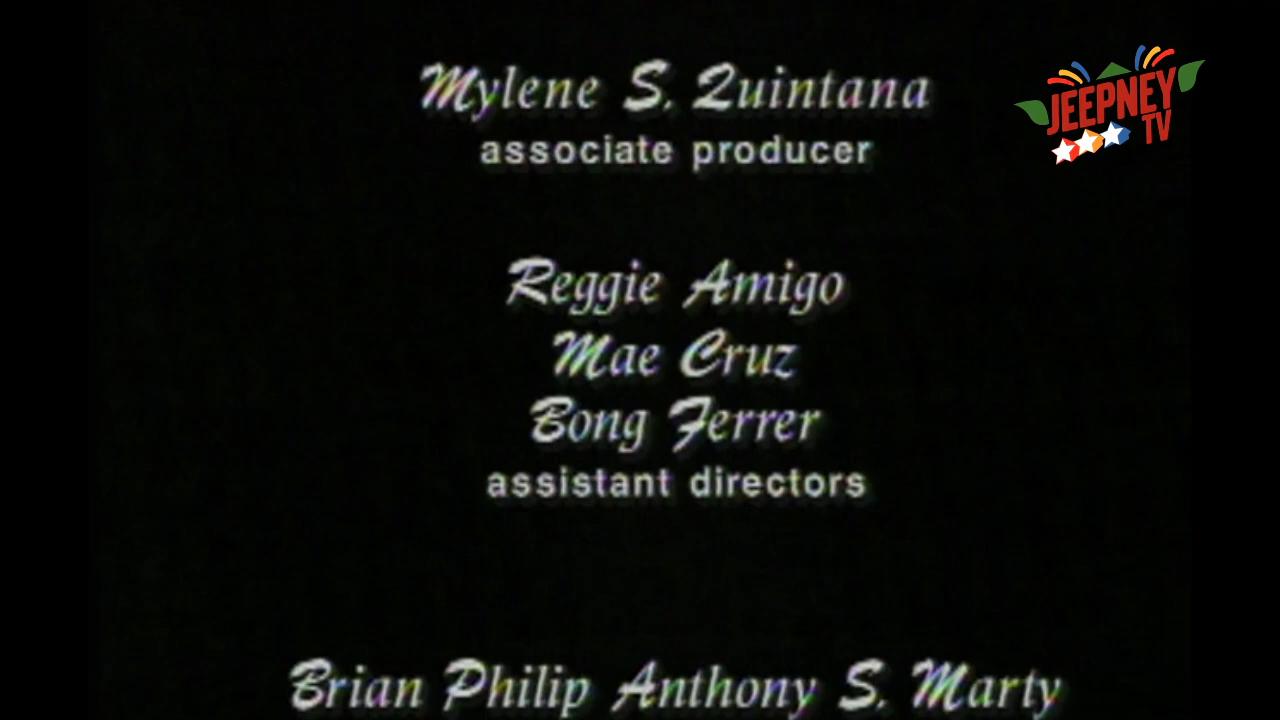 Mylene S. Quintana
associate producer
JEEPNEY
TV
Reggie Amigo
Mae Cruz
Bong Ferrer
assistant directors
Brian Philip Anthony S. Marty